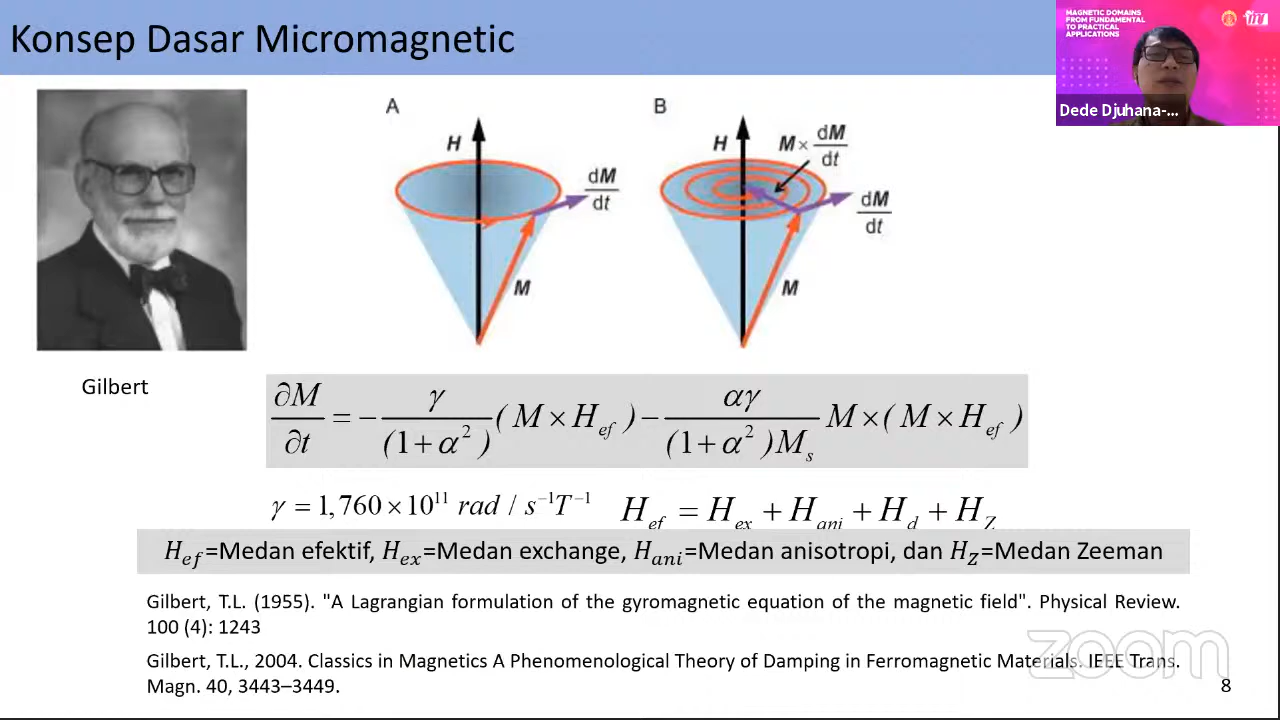 Konsep Dasar Micromagnetic
MAGNETIC DOMAINS
FROM FUNDAMENTAL
TO PRACTICAL
APPLICATIONS
Dede Djuhana-...
A
H
dM
dt
M
B
H
M× dM
dt
dM
dt
M
Gilbert
∂M/∂t = − γ/(1+α²) (M×H_ef) − αγ/((1+α²)M_s) M×(M×H_ef)
γ = 1,760×10¹¹ rad / s⁻¹T⁻¹
H_ef = H_ex + H_ani + H_d + H_Z
H_ef=Medan efektif, H_ex=Medan exchange, H_ani=Medan anisotropi, dan H_Z=Medan Zeeman
Gilbert, T.L. (1955). "A Lagrangian formulation of the gyromagnetic equation of the magnetic field". Physical Review.
100 (4): 1243
Gilbert, T.L., 2004. Classics in Magnetics A Phenomenological Theory of Damping in Ferromagnetic Materials. IEEE Trans.
Magn. 40, 3443–3449.
zoom
8